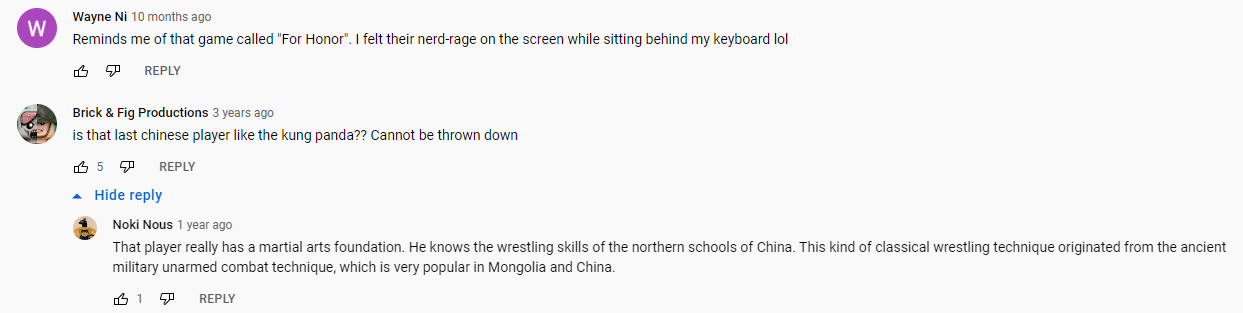 W
Wayne Ni 10 months ago
Reminds me of that game called "For Honor". I felt their nerd-rage on the screen while sitting behind my keyboard lol
REPLY
Brick & Fig Productions 3 years ago
is that last chinese player like the kung panda?? Cannot be thrown down
5 REPLY
Hide reply
Noki Nous 1 year ago
That player really has a martial arts foundation. He knows the wrestling skills of the northern schools of China. This kind of classical wrestling technique originated from the ancient
military unarmed combat technique, which is very popular in Mongolia and China.
1 REPLY